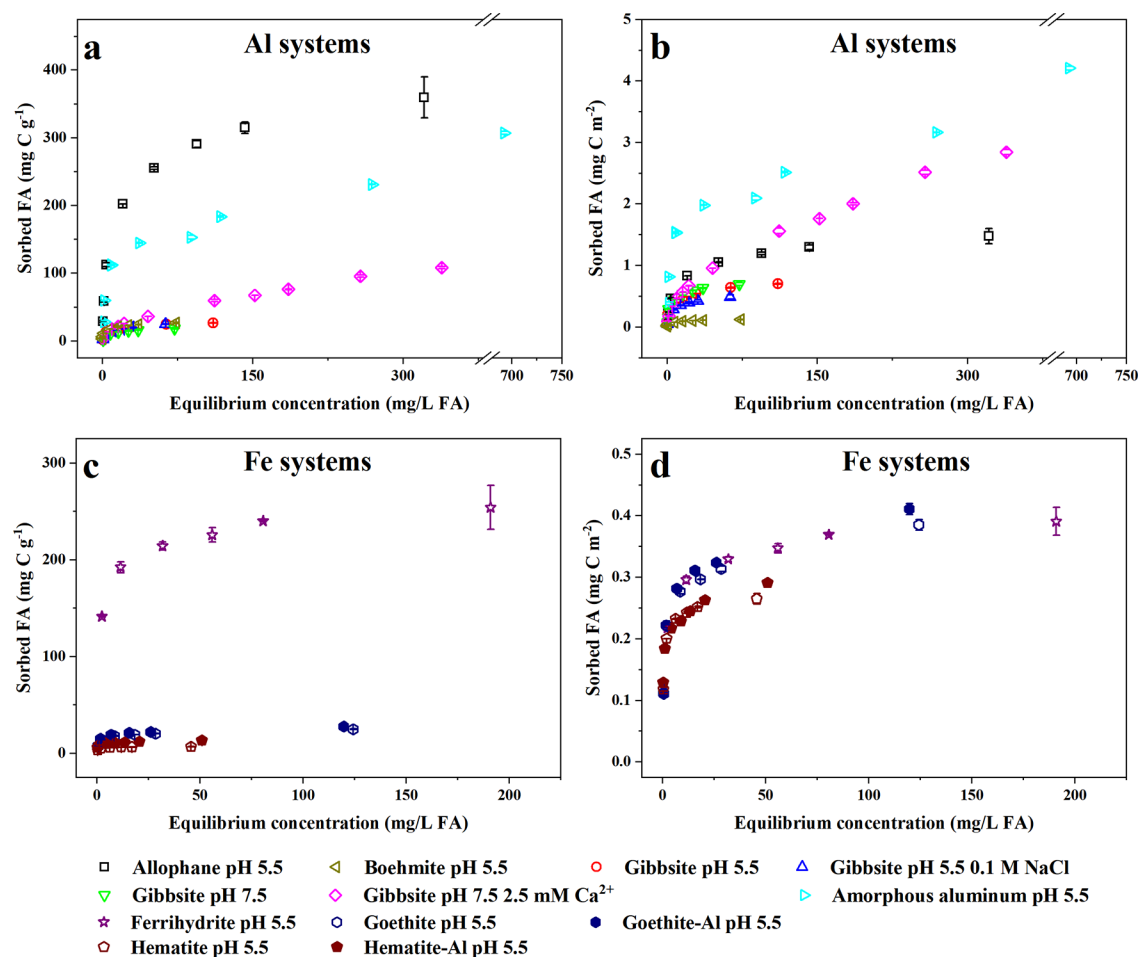 a
Al systems
400
300
200
100
0
Sorbed FA (mg C g⁻¹)
0
150
300
700
750
Equilibrium concentration (mg/L FA)
b
Al systems
5
4
3
2
1
0
Sorbed FA (mg C m⁻²)
0
150
300
700
750
Equilibrium concentration (mg/L FA)
c
Fe systems
300
200
100
0
Sorbed FA (mg C g⁻¹)
0
50
100
150
200
Equilibrium concentration (mg/L FA)
d
Fe systems
0.5
0.4
0.3
0.2
0.1
0.0
Sorbed FA (mg C m⁻²)
0
50
100
150
200
Equilibrium concentration (mg/L FA)
Allophane pH 5.5
Boehmite pH 5.5
Gibbsite pH 5.5
Gibbsite pH 5.5 0.1 M NaCl
Gibbsite pH 7.5
Gibbsite pH 7.5 2.5 mM Ca²⁺
Amorphous aluminum pH 5.5
Ferrihydrite pH 5.5
Goethite pH 5.5
Goethite-Al pH 5.5
Hematite pH 5.5
Hematite-Al pH 5.5